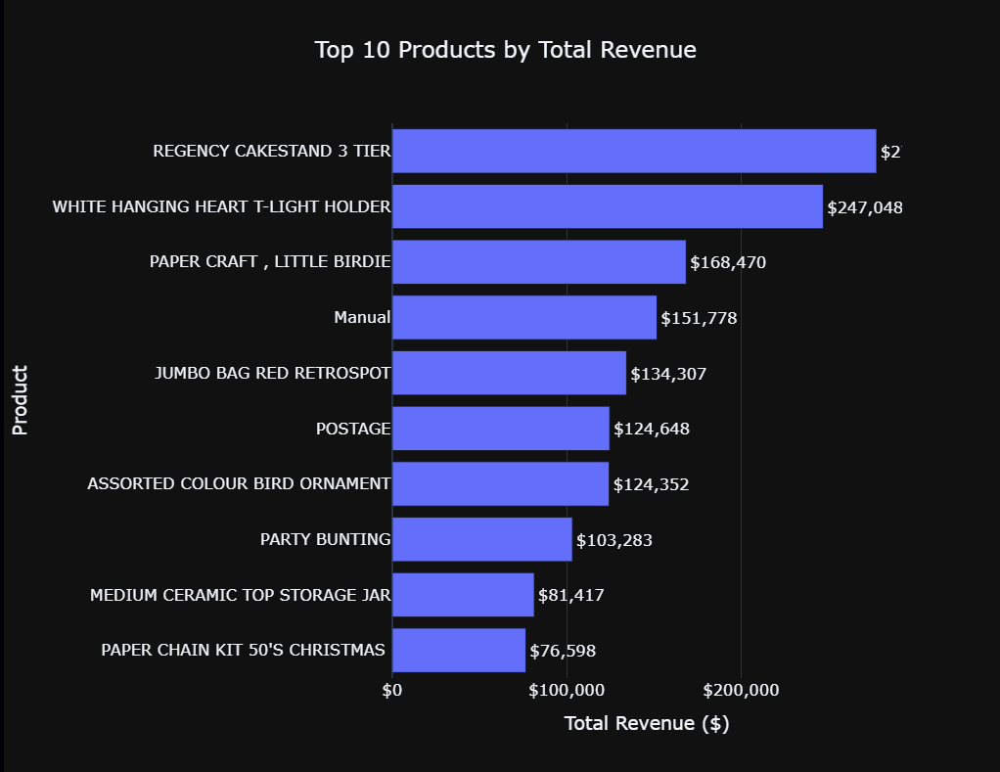 Top 10 Products by Total Revenue
REGENCY CAKESTAND 3 TIER
$2
WHITE HANGING HEART T-LIGHT HOLDER
$247,048
PAPER CRAFT , LITTLE BIRDIE
$168,470
Manual
$151,778
JUMBO BAG RED RETROSPOT
$134,307
POSTAGE
$124,648
ASSORTED COLOUR BIRD ORNAMENT
$124,352
PARTY BUNTING
$103,283
MEDIUM CERAMIC TOP STORAGE JAR
$81,417
PAPER CHAIN KIT 50'S CHRISTMAS
$76,598
$0
$100,000
$200,000
Total Revenue ($)
Product